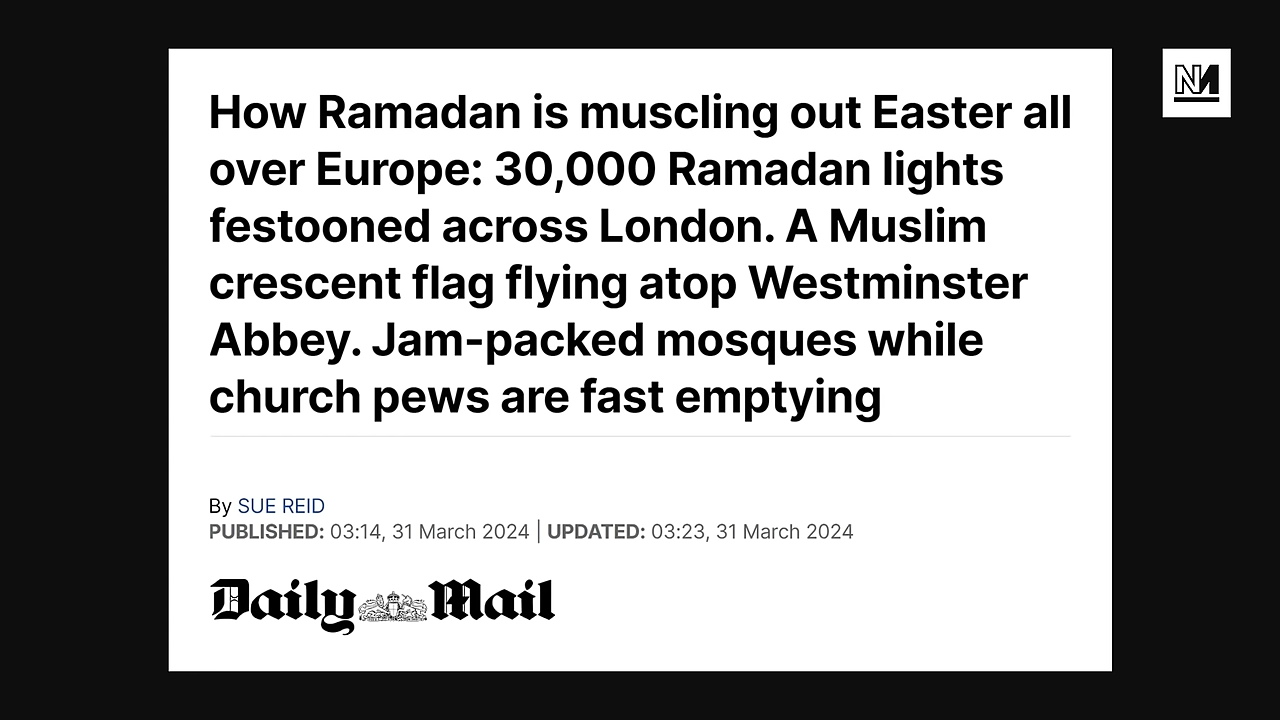 How Ramadan is muscling out Easter all
over Europe: 30,000 Ramadan lights
festooned across London. A Muslim
crescent flag flying atop Westminster
Abbey. Jam-packed mosques while
church pews are fast emptying
By SUE REID
PUBLISHED: 03:14, 31 March 2024 | UPDATED: 03:23, 31 March 2024
Daily Mail
NM